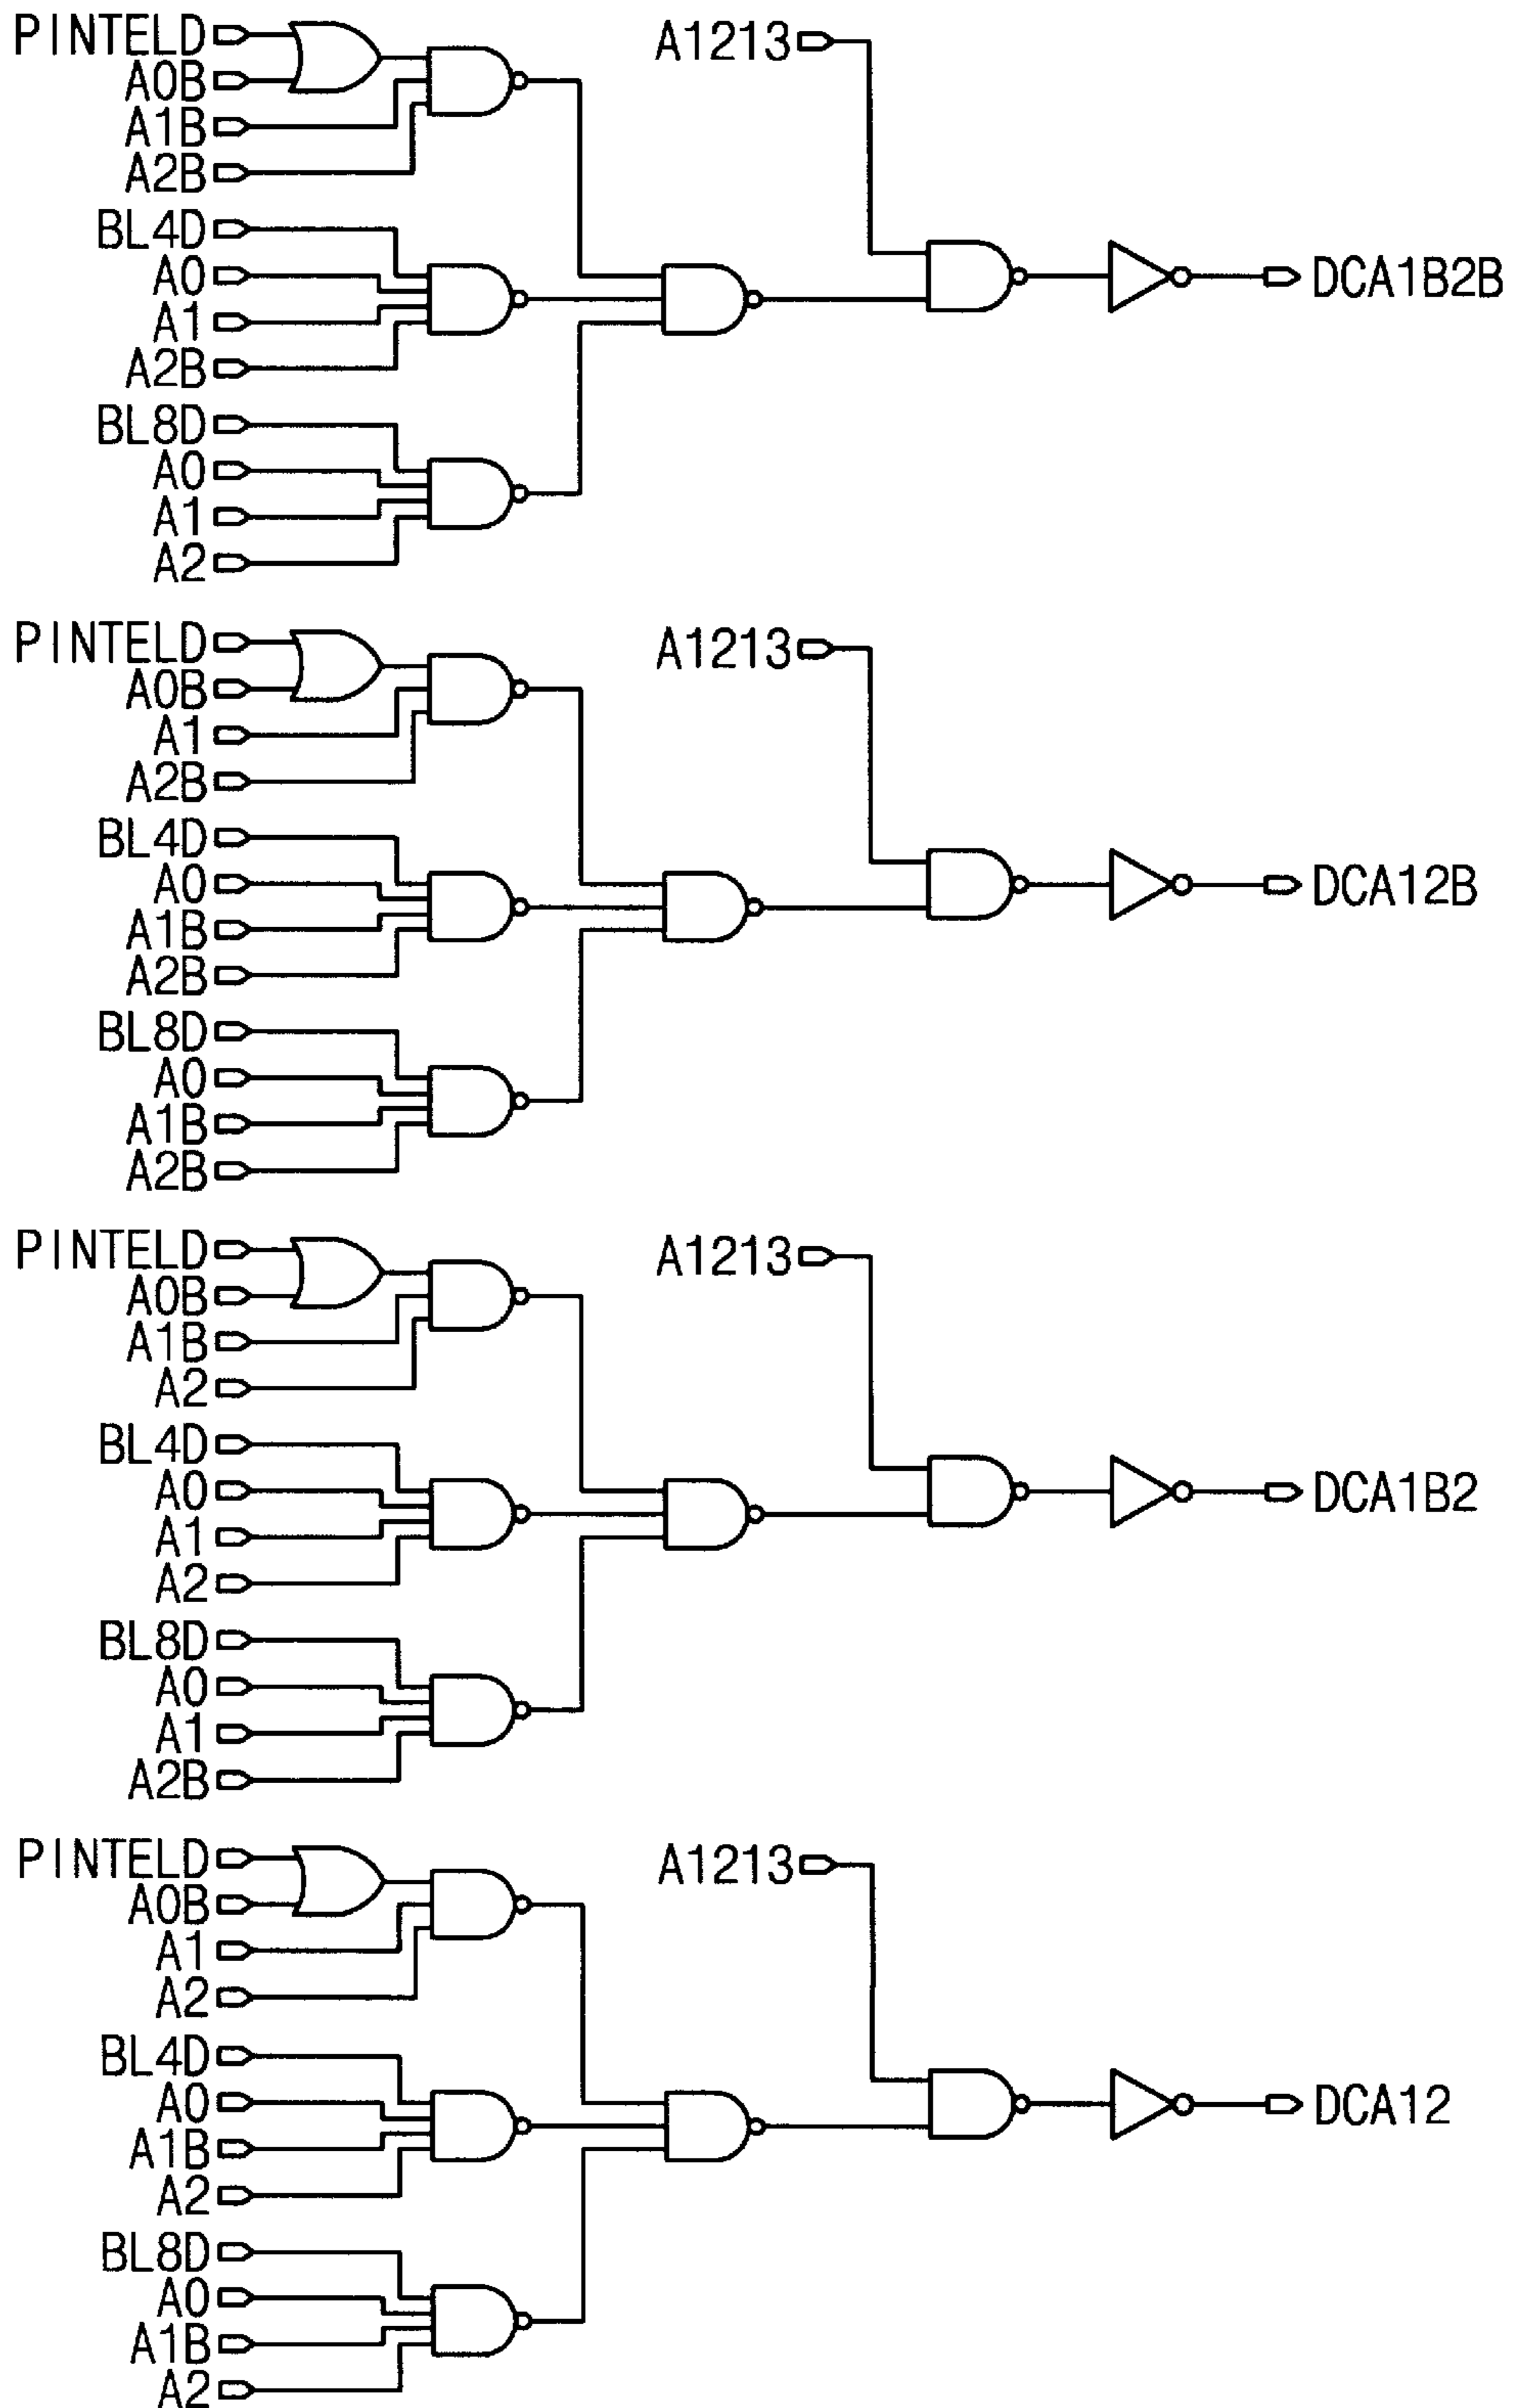 PINTELD
A0B
A1B
A2B
A1213
BL4D
A0
A1
A2B
DCA1B2B
BL8D
A0
A1
A2
PINTELD
A0B
A1
A2B
A1213
BL4D
A0
A1B
A2B
DCA12B
BL8D
A0
A1B
A2B
PINTELD
A0B
A1B
A2
A1213
BL4D
A0
A1
A2
DCA1B2
BL8D
A0
A1
A2B
PINTELD
A0B
A1
A2
A1213
BL4D
A0
A1B
A2
DCA12
BL8D
A0
A1B
A2